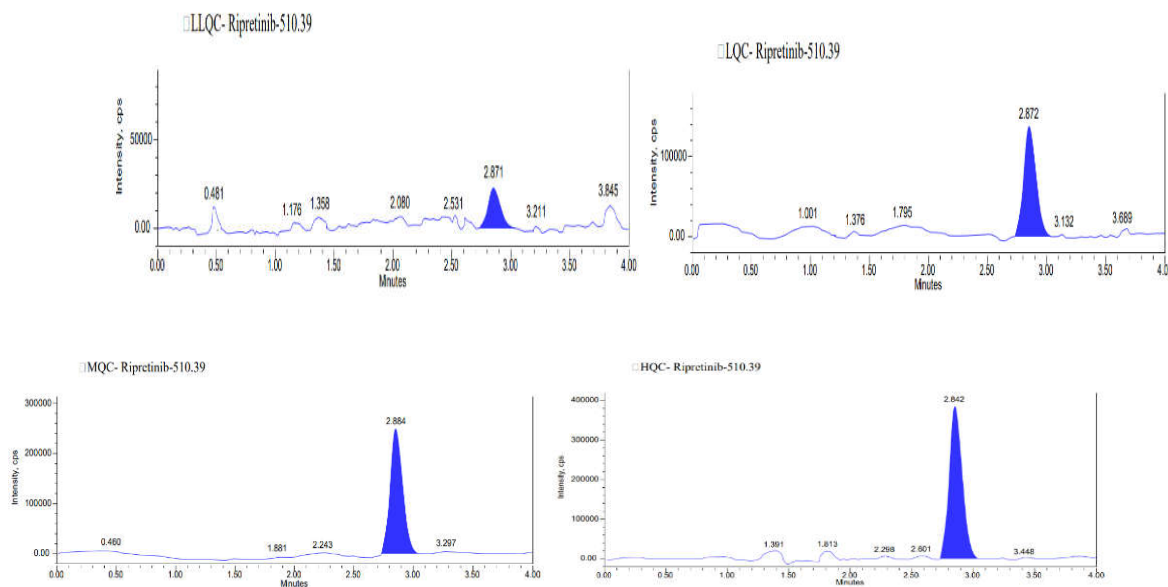 LLQC- Ripretinib-510.39
Intensity, cps
50000
0.00
0.481
1.176
1.358
2.080
2.531
2.871
3.211
3.845
0.00 0.50 1.00 1.50 2.00 2.50 3.00 3.50 4.00
Minutes
LQC- Ripretinib-510.39
Intensity, cps
100000
0.00
1.001
1.376
1.795
2.872
3.132
3.689
0.00 0.50 1.00 1.50 2.00 2.50 3.00 3.50 4.00
Minutes
MQC- Ripretinib-510.39
Intensity, cps
300000
200000
100000
0.00
0.460
1.881
2.243
2.884
3.297
0.00 0.50 1.00 1.50 2.00 2.50 3.00 3.50 4.00
Minutes
HQC- Ripretinib-510.39
Intensity, cps
400000
300000
200000
100000
0.00
1.391
1.813
2.298
2.601
2.842
3.448
0.00 0.50 1.00 1.50 2.00 2.50 3.00 3.50 4.00
Minutes